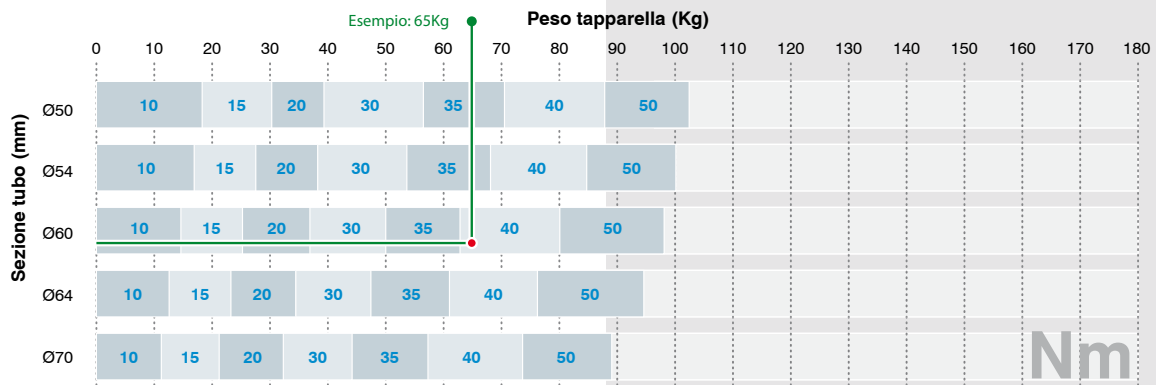 Esempio: 65Kg
Peso tapparella (Kg)
0 10 20 30 40 50 60 70 80 90 100 110 120 130 140 150 160 170 180
Sezione tubo (mm)
Ø50 10 15 20 30 35 40 50
Ø54 10 15 20 30 35 40 50
Ø60 10 15 20 30 35 40 50
Ø64 10 15 20 30 35 40 50
Ø70 10 15 20 30 35 40 50
Nm